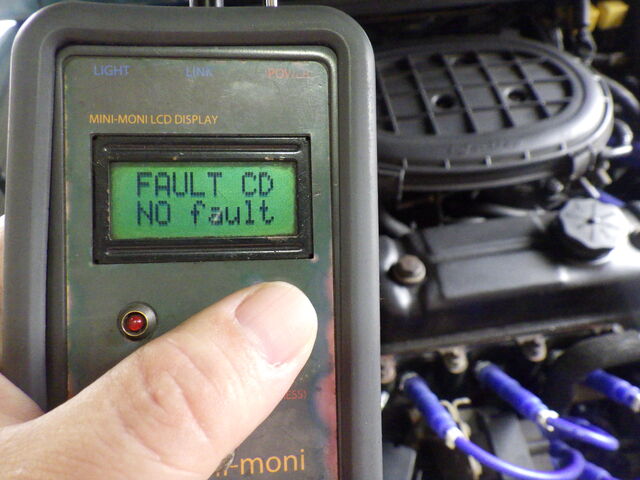 LIGHT LINK POWER
MINI-MONI LCD DISPLAY
FAULT CD
NO fault
-moni